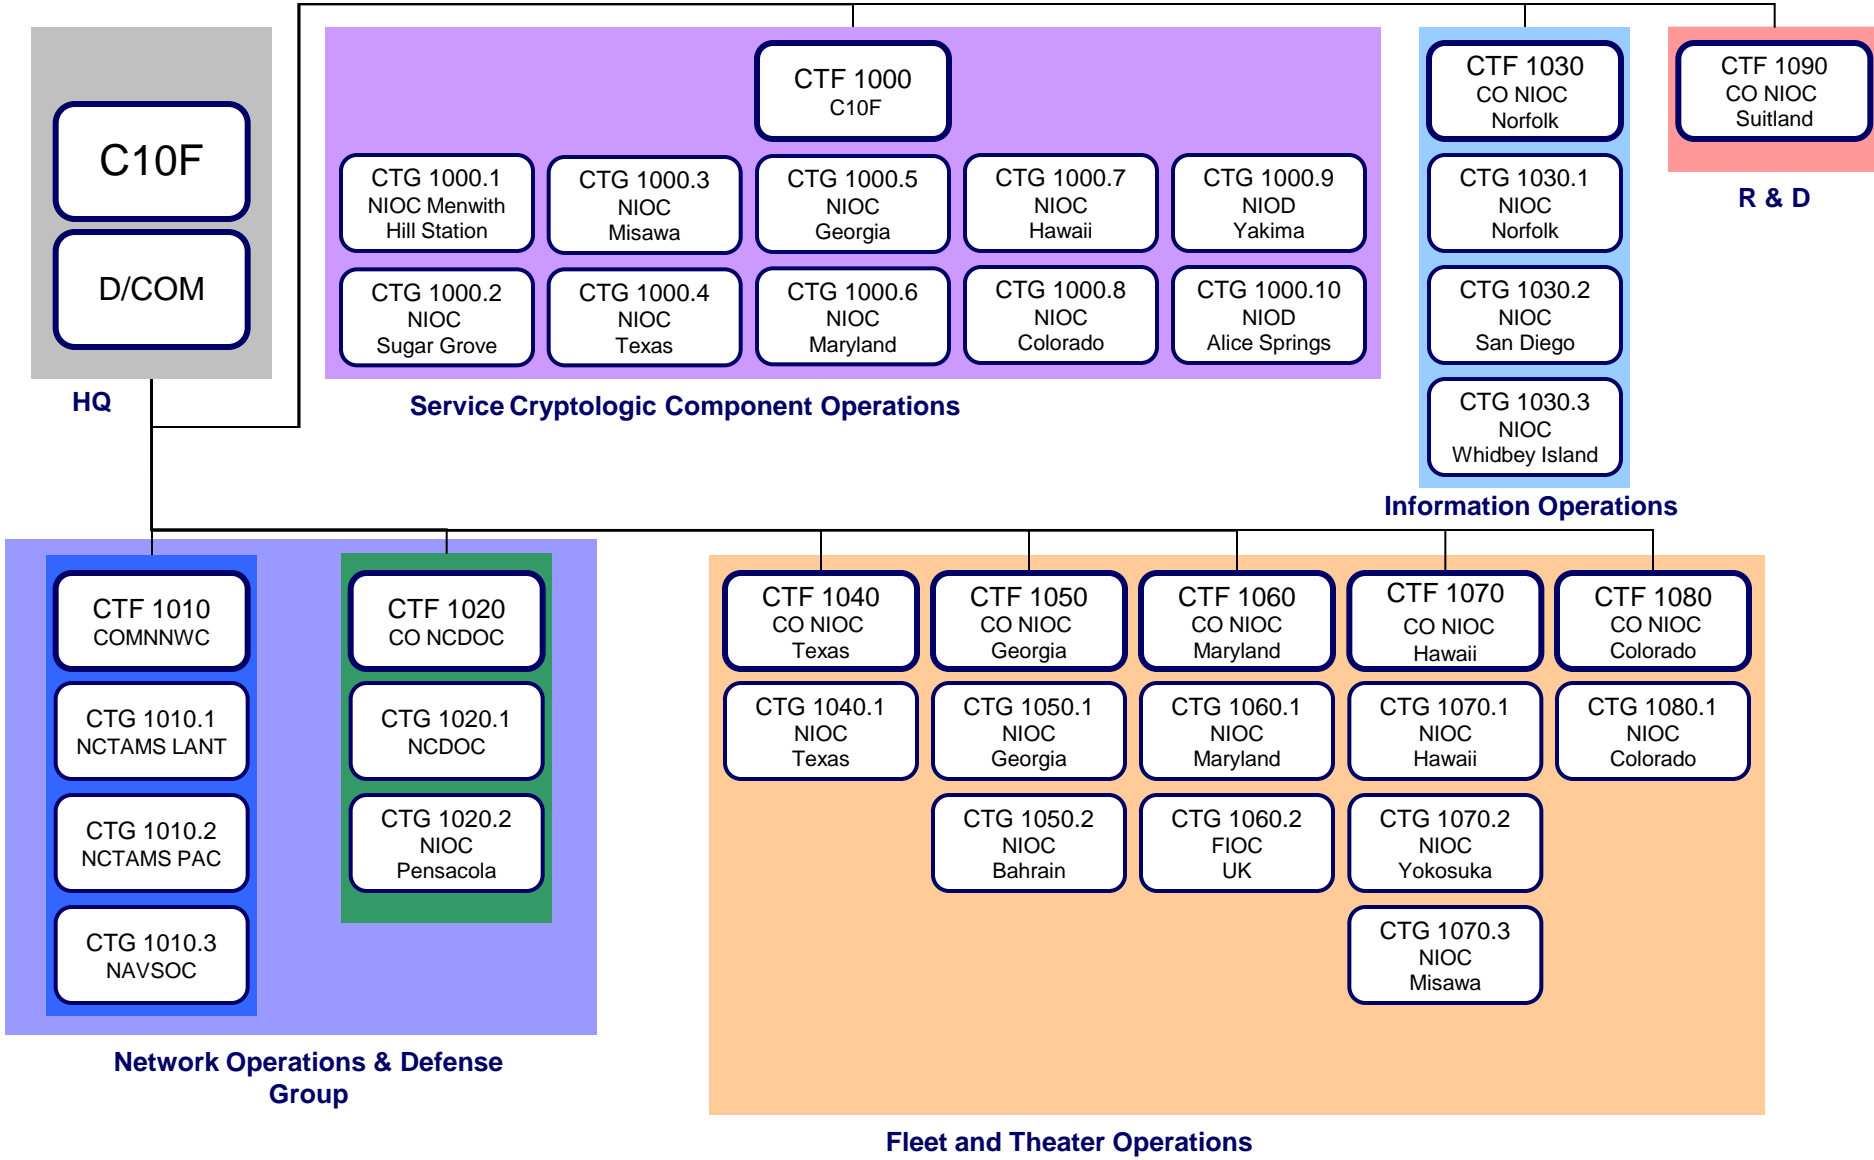 C10F
D/COM
HQ
CTF 1000
C10F
CTG 1000.1
NIOC Menwith
Hill Station
CTG 1000.3
NIOC
Misawa
CTG 1000.5
NIOC
Georgia
CTG 1000.7
NIOC
Hawaii
CTG 1000.9
NIOD
Yakima
CTG 1000.2
NIOC
Sugar Grove
CTG 1000.4
NIOC
Texas
CTG 1000.6
NIOC
Maryland
CTG 1000.8
NIOC
Colorado
CTG 1000.10
NIOD
Alice Springs
Service Cryptologic Component Operations
CTF 1030
CO NIOC
Norfolk
CTG 1030.1
NIOC
Norfolk
CTG 1030.2
NIOC
San Diego
CTG 1030.3
NIOC
Whidbey Island
Information Operations
CTF 1090
CO NIOC
Suitland
R & D
CTF 1010
COMNNWC
CTG 1010.1
NCTAMS LANT
CTG 1010.2
NCTAMS PAC
CTG 1010.3
NAVSOC
CTF 1020
CO NCDOC
CTG 1020.1
NCDOC
CTG 1020.2
NIOC
Pensacola
Network Operations & Defense
Group
CTF 1040
CO NIOC
Texas
CTG 1040.1
NIOC
Texas
CTF 1050
CO NIOC
Georgia
CTG 1050.1
NIOC
Georgia
CTG 1050.2
NIOC
Bahrain
CTF 1060
CO NIOC
Maryland
CTG 1060.1
NIOC
Maryland
CTG 1060.2
FIOC
UK
CTF 1070
CO NIOC
Hawaii
CTG 1070.1
NIOC
Hawaii
CTG 1070.2
NIOC
Yokosuka
CTG 1070.3
NIOC
Misawa
CTF 1080
CO NIOC
Colorado
CTG 1080.1
NIOC
Colorado
Fleet and Theater Operations